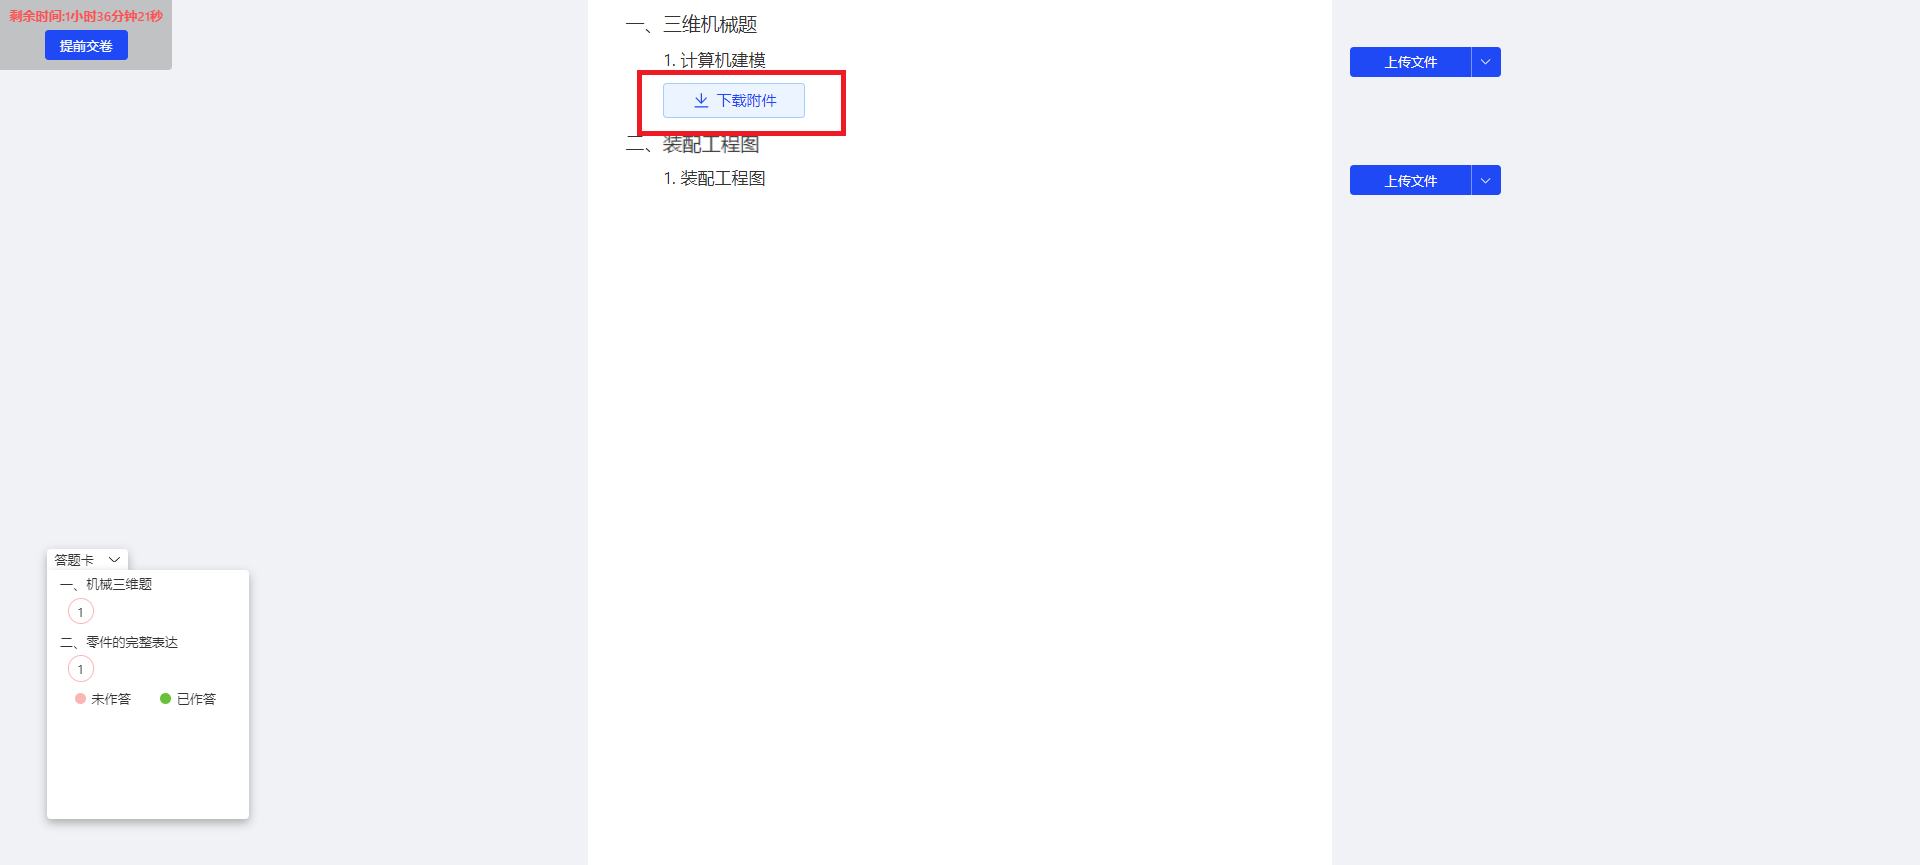 剩余时间:1小时36分钟21秒
提前交卷
一、三维机械题
1. 计算机建模
上传文件
下载附件
二、装配工程图
1. 装配工程图
上传文件
答题卡
一、机械三维题
1
二、零件的完整表达
1
未作答 已作答